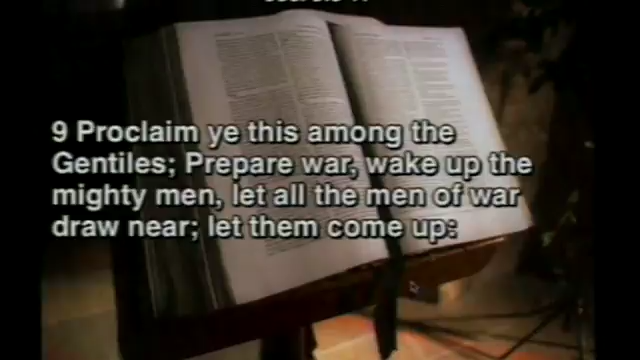 9 Proclaim ye this among the
Gentiles; Prepare war, wake up the
mighty men, let all the men of war
draw near; let them come up: